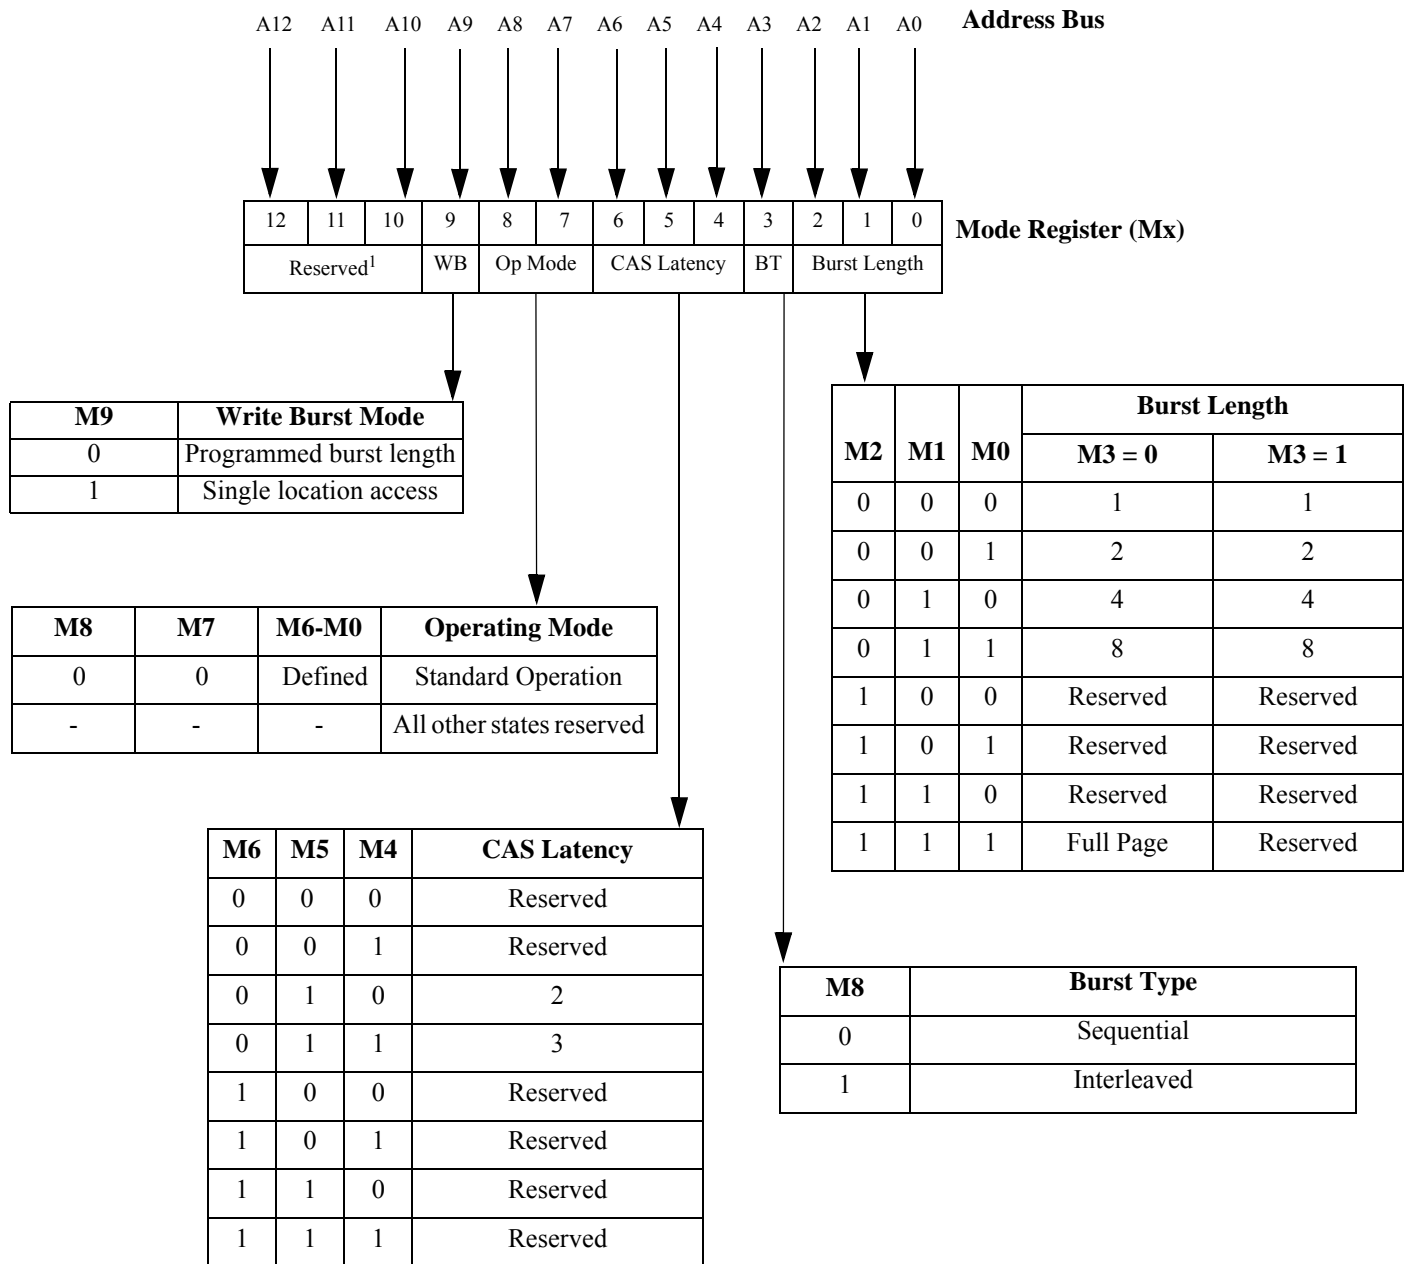 A12 A11 A10 A9 A8 A7 A6 A5 A4 A3 A2 A1 A0 Address Bus
12 11 10 9 8 7 6 5 4 3 2 1 0 Mode Register (Mx)
Reserved1 WB Op Mode CAS Latency BT Burst Length
M9 Write Burst Mode
0 Programmed burst length
1 Single location access
M8 M7 M6-M0 Operating Mode
0 0 Defined Standard Operation
- - - All other states reserved
M6 M5 M4 CAS Latency
0 0 0 Reserved
0 0 1 Reserved
0 1 0 2
0 1 1 3
1 0 0 Reserved
1 0 1 Reserved
1 1 0 Reserved
1 1 1 Reserved
Burst Length
M2 M1 M0 M3 = 0 M3 = 1
0 0 0 1 1
0 0 1 2 2
0 1 0 4 4
0 1 1 8 8
1 0 0 Reserved Reserved
1 0 1 Reserved Reserved
1 1 0 Reserved Reserved
1 1 1 Full Page Reserved
M8 Burst Type
0 Sequential
1 Interleaved